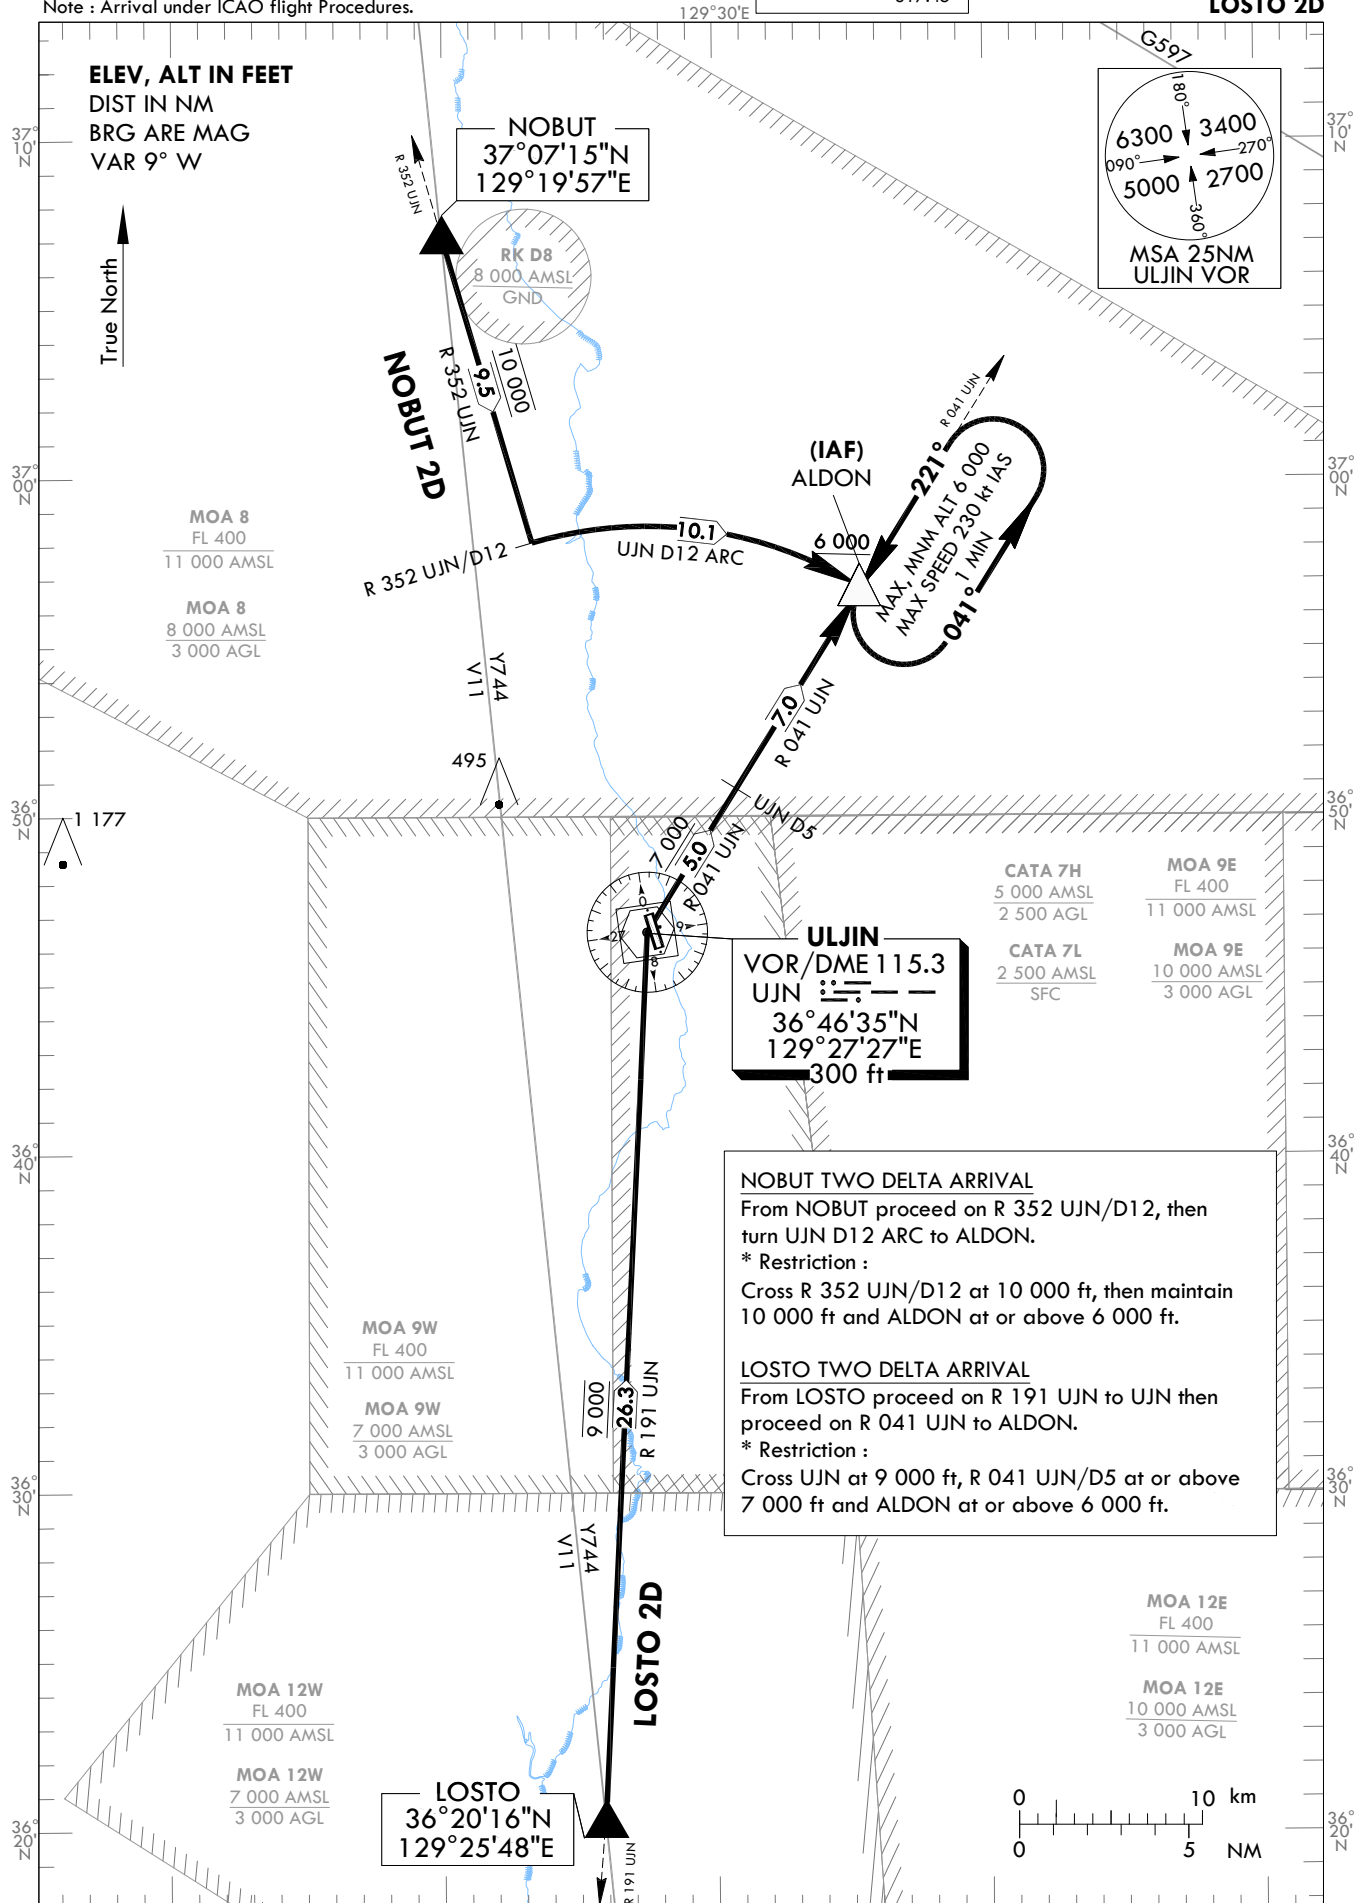 Note : Arrival under ICAO flight Procedures.
129°30'E
LOSTO 2D
ELEV, ALT IN FEET
DIST IN NM
BRG ARE MAG
VAR 9° W
True North
G597
180°
6300
3400
090°
270°
5000
2700
360°
MSA 25NM
ULJIN VOR
37°
10'
N
37°
10'
N
NOBUT
37°07'15"N
129°19'57"E
R 352 UJN
RK D8
8 000 AMSL
GND
NOBUT 2D
R 352 UJN
9.5
10 000
R 041 UJN
(IAF)
ALDON
221°
MAX, MNM ALT 6 000
MAX SPEED 230 kt IAS
041° 1 MIN
37°
00'
N
37°
00'
N
MOA 8
FL 400
11 000 AMSL
MOA 8
8 000 AMSL
3 000 AGL
10.1
UJN D12 ARC
6 000
R 352 UJN/D12
Y744
V11
7.0
R 041 UJN
495
UJN D5
36°
50'
N
36°
50'
N
1 177
7 000
5.0
R 041 UJN
CATA 7H
5 000 AMSL
2 500 AGL
MOA 9E
FL 400
11 000 AMSL
CATA 7L
2 500 AMSL
SFC
MOA 9E
10 000 AMSL
3 000 AGL
0
9
8
27
ULJIN
VOR/DME 115.3
UJN
36°46'35"N
129°27'27"E
300 ft
36°
40'
N
36°
40'
N
NOBUT TWO DELTA ARRIVAL
From NOBUT proceed on R 352 UJN/D12, then
turn UJN D12 ARC to ALDON.
* Restriction :
Cross R 352 UJN/D12 at 10 000 ft, then maintain
10 000 ft and ALDON at or above 6 000 ft.
LOSTO TWO DELTA ARRIVAL
From LOSTO proceed on R 191 UJN to UJN then
proceed on R 041 UJN to ALDON.
* Restriction :
Cross UJN at 9 000 ft, R 041 UJN/D5 at or above
7 000 ft and ALDON at or above 6 000 ft.
MOA 9W
FL 400
11 000 AMSL
MOA 9W
7 000 AMSL
3 000 AGL
9 000
26.3
R 191 UJN
36°
30'
N
36°
30'
N
Y744
V11
LOSTO 2D
MOA 12E
FL 400
11 000 AMSL
MOA 12E
10 000 AMSL
3 000 AGL
MOA 12W
FL 400
11 000 AMSL
MOA 12W
7 000 AMSL
3 000 AGL
LOSTO
36°20'16"N
129°25'48"E
R 191 UJN
0
10
km
0
5
NM
36°
20'
N
36°
20'
N